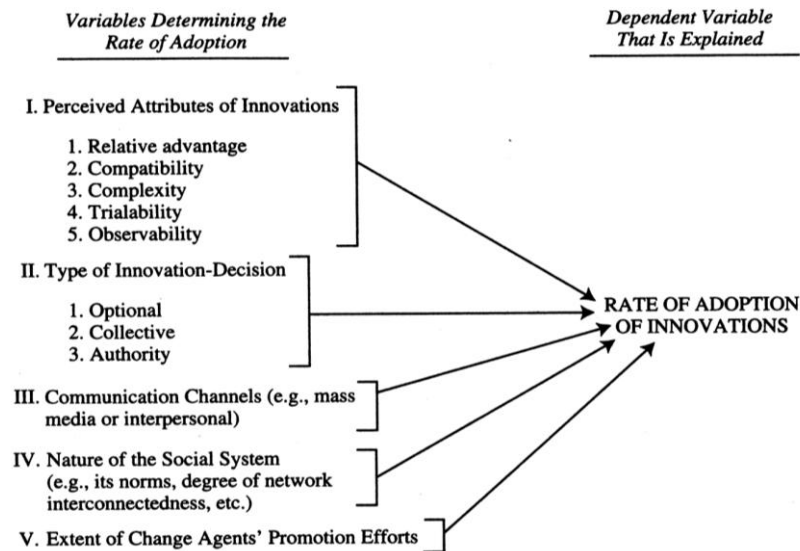 Variables Determining the
Rate of Adoption
Dependent Variable
That Is Explained
I. Perceived Attributes of Innovations
1. Relative advantage
2. Compatibility
3. Complexity
4. Trialability
5. Observability
II. Type of Innovation-Decision
1. Optional
2. Collective
3. Authority
RATE OF ADOPTION
OF INNOVATIONS
III. Communication Channels (e.g., mass
media or interpersonal)
IV. Nature of the Social System
(e.g., its norms, degree of network
interconnectedness, etc.)
V. Extent of Change Agents' Promotion Efforts